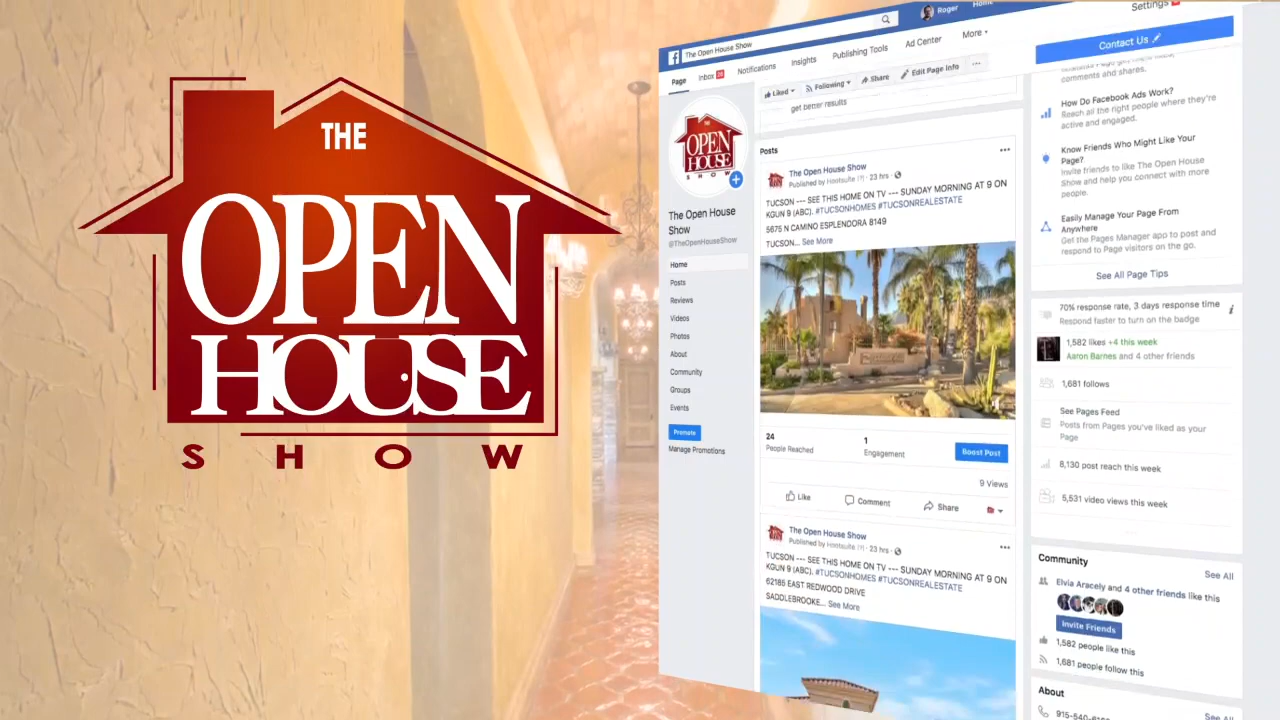 THE
OPEN
HOUSE
SHOW
The Open House Show
Roger
Home
Page
Inbox
Notifications
Insights
Publishing Tools
Ad Center
More
Settings
Liked
Following
Share
Edit Page Info
...
get better results
Contact Us
comments and shares.
How Do Facebook Ads Work?
Reach all the right people where they're
active and engaged.
Know Friends Who Might Like Your
Page?
Invite friends to like The Open House
Show and help you connect with more
people.
Easily Manage Your Page From
Anywhere
Get the Pages Manager app to post and
respond to Page visitors on the go.
See All Page Tips
THE
OPEN
HOUSE
SHOW
The Open House
Show
@TheOpenHouseShow
Home
Posts
Reviews
Videos
Photos
About
Community
Groups
Events
Promote
Manage Promotions
Posts
The Open House Show
Published by Hootsuite [?] · 23 hrs ·
TUCSON --- SEE THIS HOME ON TV --- SUNDAY MORNING AT 9 ON
KGUN 9 (ABC). #TUCSONHOMES #TUCSONREALESTATE
5675 N CAMINO ESPLENDORA 8149
TUCSON... See More
24
People Reached
1
Engagement
Boost Post
9 Views
Like
Comment
Share
The Open House Show
Published by Hootsuite [?] · 23 hrs ·
TUCSON --- SEE THIS HOME ON TV --- SUNDAY MORNING AT 9 ON
KGUN 9 (ABC). #TUCSONHOMES #TUCSONREALESTATE
62185 EAST REDWOOD DRIVE
SADDLEBROOKE... See More
70% response rate, 3 days response time
Respond faster to turn on the badge
1,582 likes +4 this week
Aaron Barnes and 4 other friends
1,681 follows
See Pages Feed
Posts from Pages you've liked as your
Page
8,130 post reach this week
5,531 video views this week
Community
See All
Elvia Aracely and 4 other friends like this
Invite Friends
1,582 people like this
1,681 people follow this
About
See All